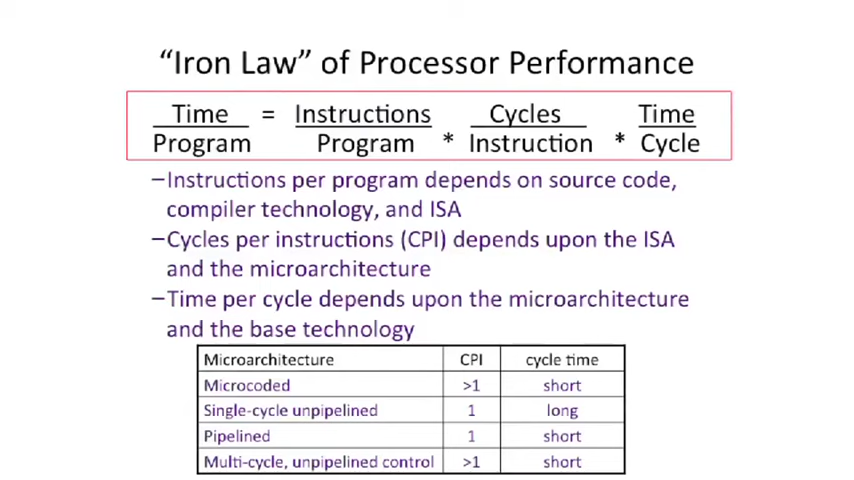 “Iron Law” of Processor Performance
Time = Instructions Cycles Time
Program Program * Instruction * Cycle
–Instructions per program depends on source code,
compiler technology, and ISA
–Cycles per instructions (CPI) depends upon the ISA
and the microarchitecture
–Time per cycle depends upon the microarchitecture
and the base technology
Microarchitecture CPI cycle time
Microcoded >1 short
Single-cycle unpipelined 1 long
Pipelined 1 short
Multi-cycle, unpipelined control >1 short